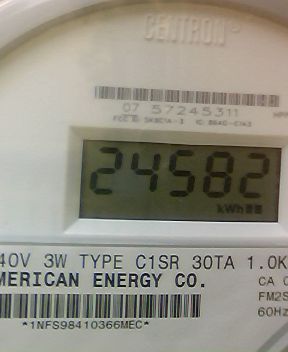 CENTRON
07 57245311
24582
kWh
40V 3W TYPE C1SR 30TA 1.0K
MERICAN ENERGY CO.
CA 0
FM2S
60Hz
*1NFS98410366MEC*